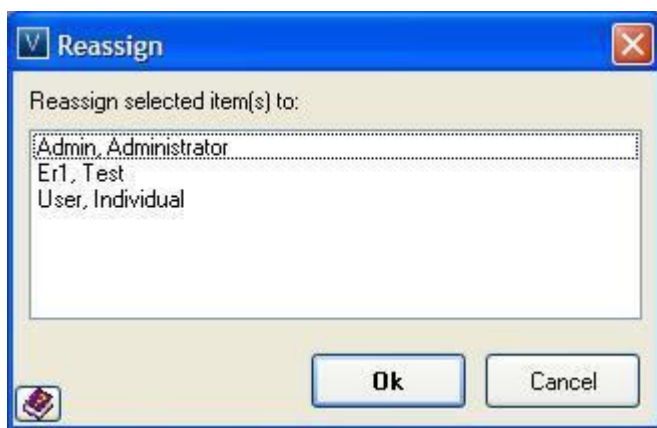 V Reassign
Reassign selected item(s) to:
Admin, Administrator
Er1, Test
User, Individual
Ok Cancel